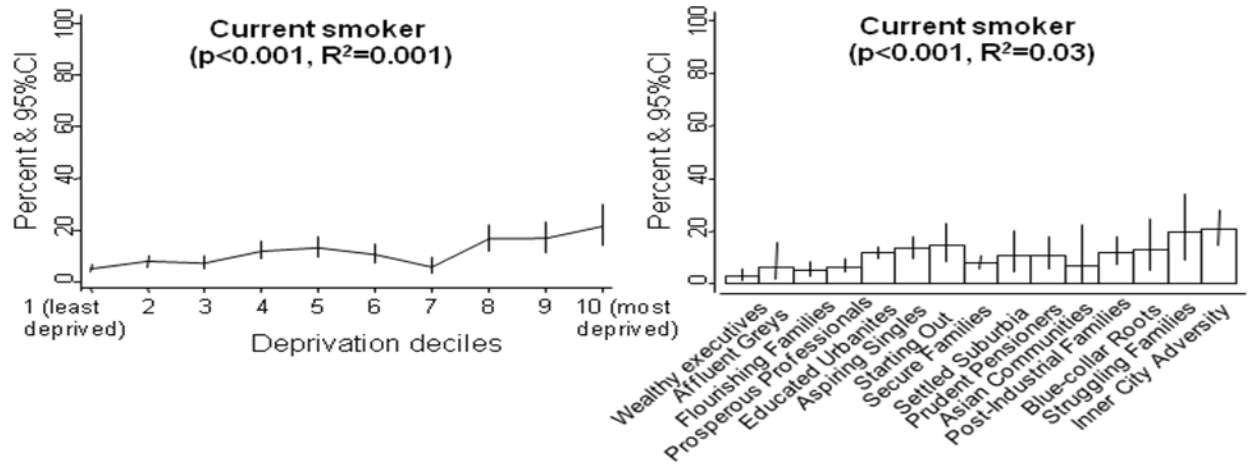 Current smoker
(p<0.001, R²=0.001)
Percent & 95%CI
100
80
60
40
20
0
1 (least deprived)
2
3
4
5
6
7
8
9
10 (most deprived)
Deprivation deciles
Current smoker
(p<0.001, R²=0.03)
Percent & 95%CI
100
80
60
40
20
0
Wealthy executives
Affluent Greys
Flourishing Families
Prosperous Professionals
Educated Urbanites
Aspiring Singles
Starting Out
Secure Families
Settled Suburbia
Prudent Pensioners
Asian Communities
Post-Industrial Families
Blue-collar Roots
Struggling Families
Inner City Adversity